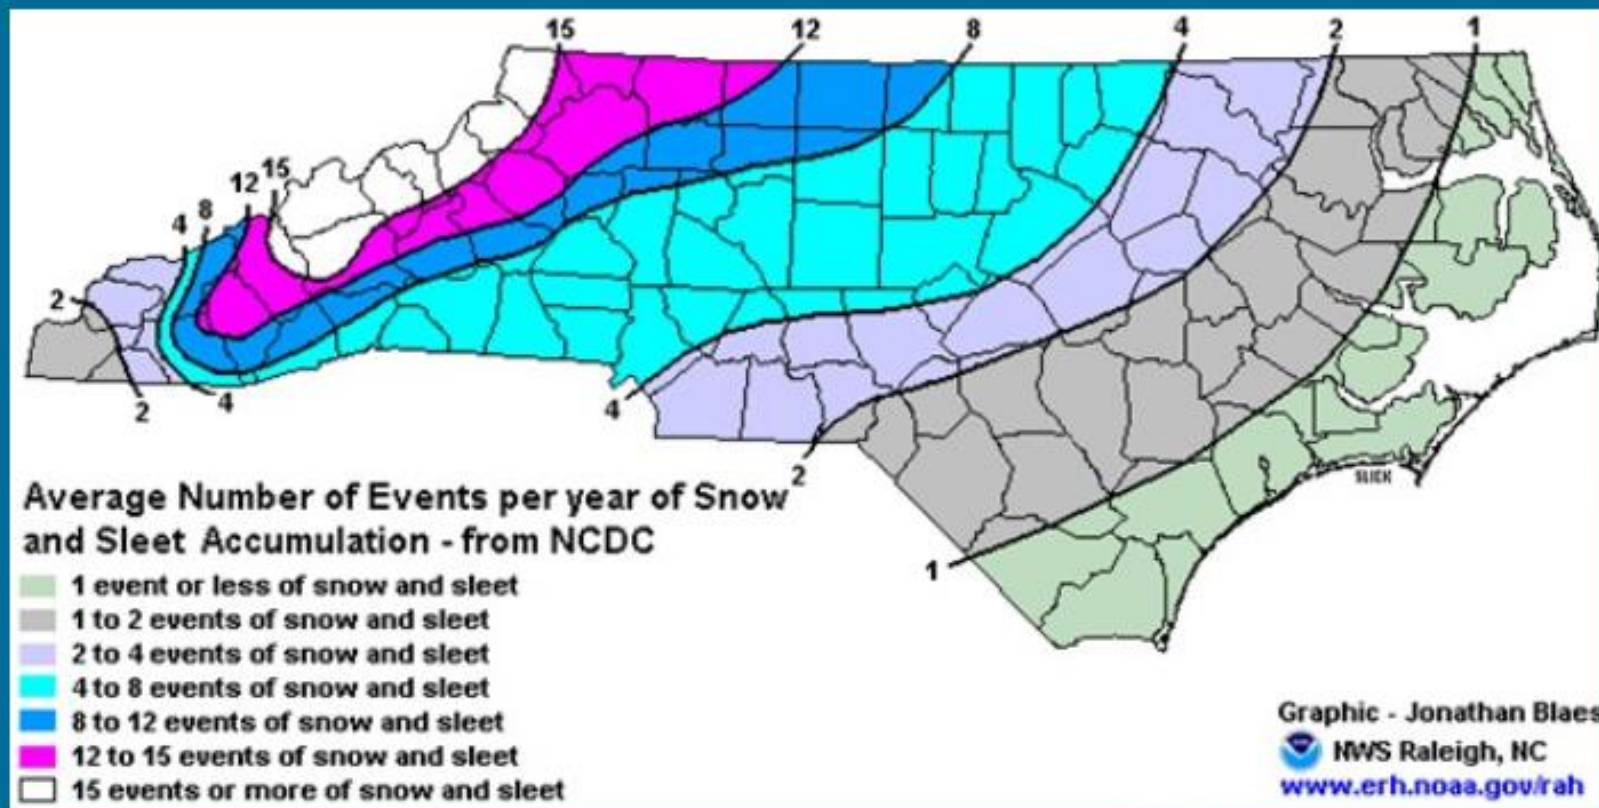 15 12 8 4 2 1
12 15
4 8
2
2 4
4
2
1
SLICK
Average Number of Events per year of Snow
and Sleet Accumulation - from NCDC
1 event or less of snow and sleet
1 to 2 events of snow and sleet
2 to 4 events of snow and sleet
4 to 8 events of snow and sleet
8 to 12 events of snow and sleet
12 to 15 events of snow and sleet
15 events or more of snow and sleet
Graphic - Jonathan Blaes
NWS Raleigh, NC
www.erh.noaa.gov/rah